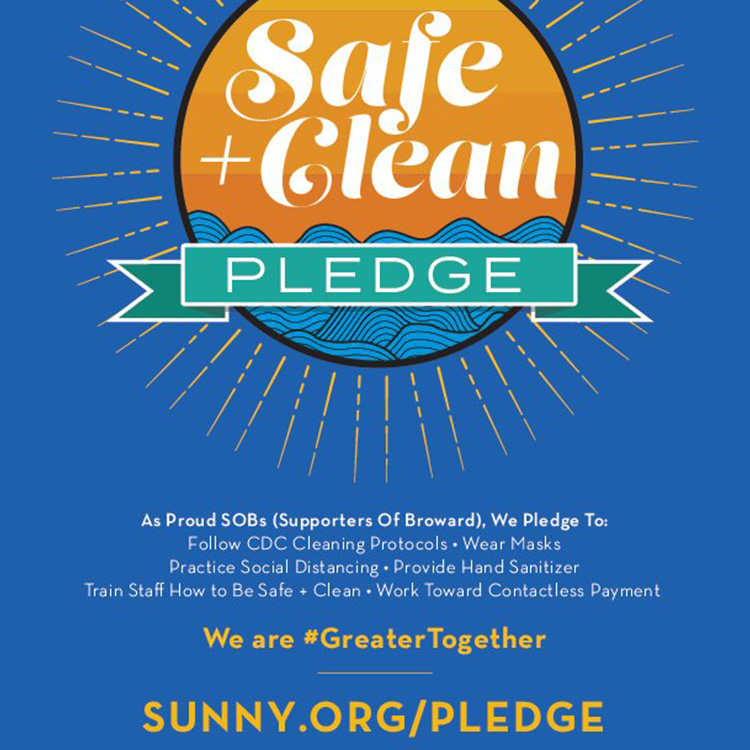 Safe
+Clean
PLEDGE
As Proud SOBs (Supporters Of Broward), We Pledge To:
Follow CDC Cleaning Protocols • Wear Masks
Practice Social Distancing • Provide Hand Sanitizer
Train Staff How to Be Safe + Clean • Work Toward Contactless Payment
We are #GreaterTogether
SUNNY.ORG/PLEDGE